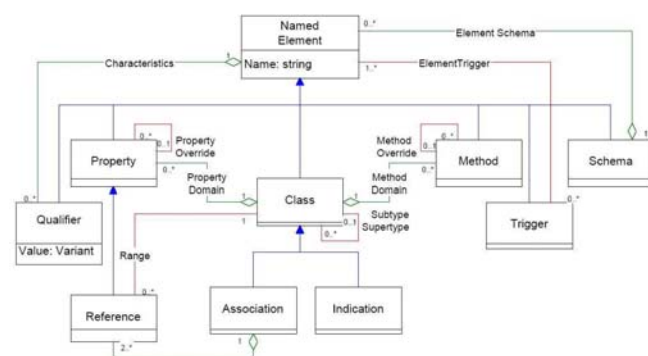 Named
Element
Name: string
0..*
Element Schema
1
Characteristics
1..*
ElementTrigger
0..*
0..1
Property
Override
Property
0..*
Property
Domain
1
Method
Override
0..*
0..1
Method
0..*
Method
Domain
1
Schema
1
Class
0..*
Qualifier
Value: Variant
1
0..1
Subtype
Supertype
0..*
Trigger
0..*
Range
0..*
Reference
2..*
Association
1
Indication